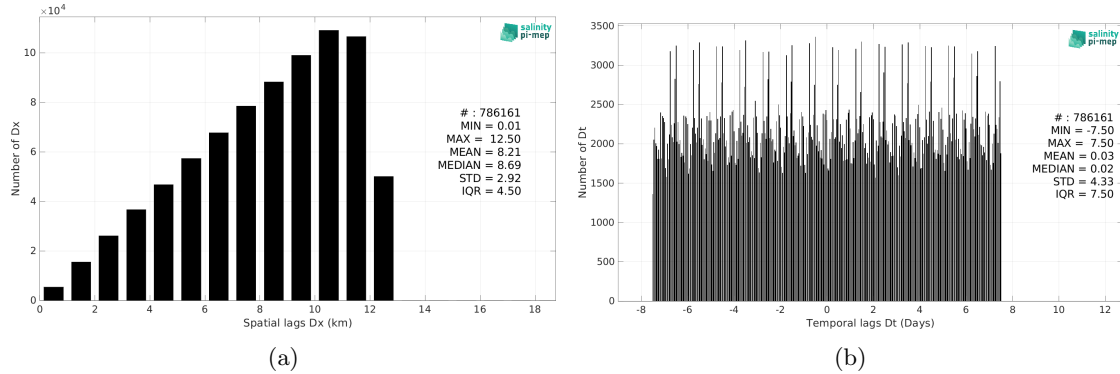 ×10⁴
10
8
6
4
2
0
Number of Dx
0 2 4 6 8 10 12 14 16 18
Spatial lags Dx (km)
salinity
pi-mep
# : 786161
MIN = 0.01
MAX = 12.50
MEAN = 8.21
MEDIAN = 8.69
STD = 2.92
IQR = 4.50
(a)
3500
3000
2500
2000
1500
1000
500
0
Number of Dt
-8 -6 -4 -2 0 2 4 6 8 10 12
Temporal lags Dt (Days)
salinity
pi-mep
# : 786161
MIN = -7.50
MAX = 7.50
MEAN = 0.03
MEDIAN = 0.02
STD = 4.33
IQR = 7.50
(b)